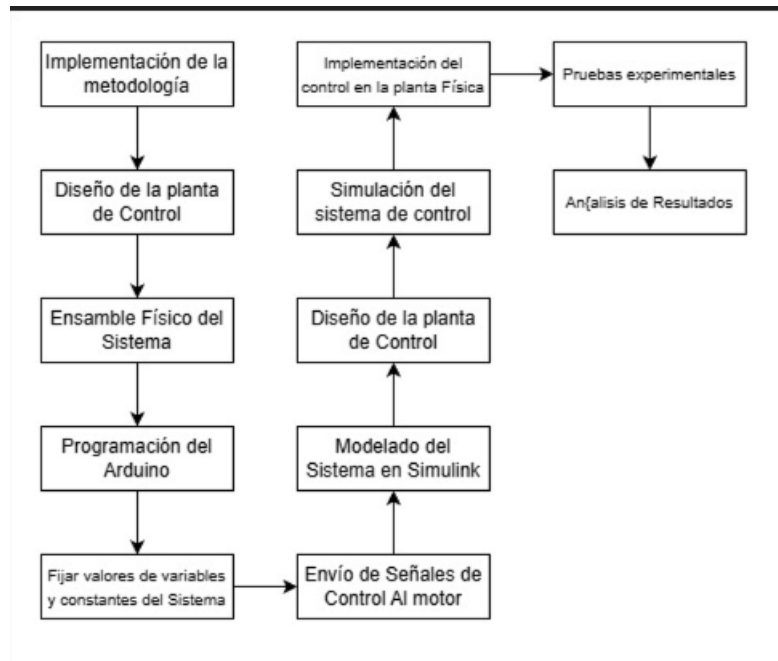 Implementación de la
metodología
Diseño de la planta
de Control
Ensamble Físico del
Sistema
Programación del
Arduino
Fijar valores de variables
y constantes del Sistema
Envío de Señales de
Control Al motor
Modelado del
Sistema en Simulink
Diseño de la planta
de Control
Simulación del
sistema de control
Implementación del
control en la planta Física
Pruebas experimentales
An{alisis de Resultados